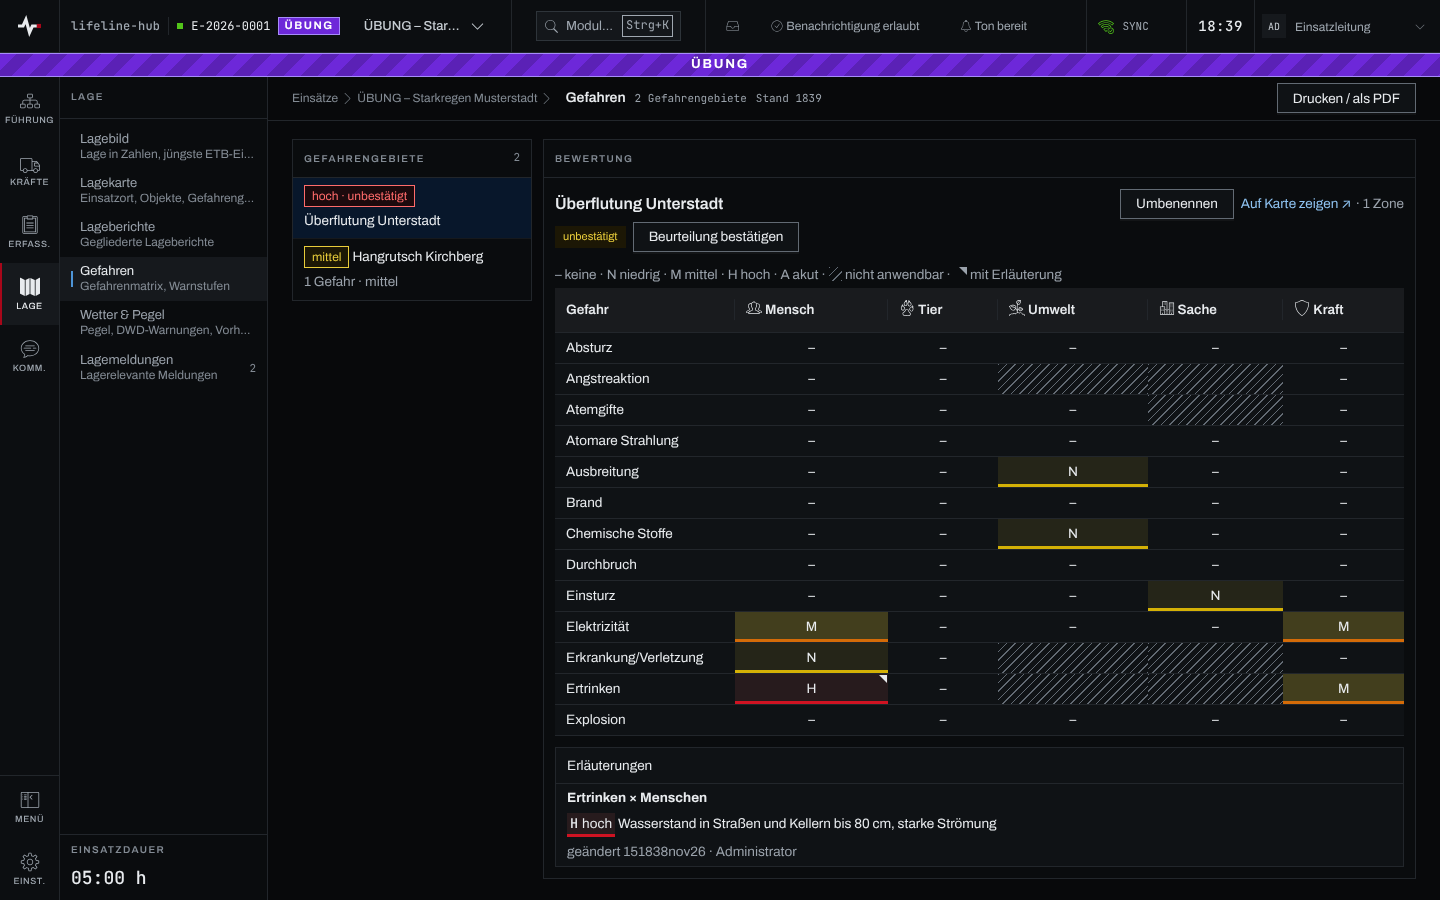 lifeline-hub E-2026-0001 ÜBUNG ÜBUNG – Star... Modul... Strg+K Benachrichtigung erlaubt Ton bereit SYNC 18:39 AD Einsatzleitung
ÜBUNG
FÜHRUNG
KRÄFTE
ERFASS.
LAGE
KOMM.
MENÜ
EINST.
LAGE
Lagebild
Lage in Zahlen, jüngste ETB-Ei...
Lagekarte
Einsatzort, Objekte, Gefahreng...
Lageberichte
Gegliederte Lageberichte
Gefahren
Gefahrenmatrix, Warnstufen
Wetter & Pegel
Pegel, DWD-Warnungen, Vorh...
Lagemeldungen
Lagerelevante Meldungen 2
EINSATZDAUER
05:00 h
Einsätze ÜBUNG – Starkregen Musterstadt Gefahren 2 Gefahrengebiete Stand 1839 Drucken / als PDF
GEFAHRENGEBIETE 2
hoch · unbestätigt
Überflutung Unterstadt
mittel Hangrutsch Kirchberg
1 Gefahr · mittel
BEWERTUNG
Überflutung Unterstadt Umbenennen Auf Karte zeigen ↗ · 1 Zone
unbestätigt Beurteilung bestätigen
– keine · N niedrig · M mittel · H hoch · A akut · nicht anwendbar · mit Erläuterung
Gefahr Mensch Tier Umwelt Sache Kraft
Absturz – – – – –
Angstreaktion – – –
Atemgifte – – – –
Atomare Strahlung – – – – –
Ausbreitung – – N – –
Brand – – – – –
Chemische Stoffe – – N – –
Durchbruch – – – – –
Einsturz – – – N –
Elektrizität M – – – M
Erkrankung/Verletzung N – –
Ertrinken H – M
Explosion – – – – –
Erläuterungen
Ertrinken × Menschen
H hoch Wasserstand in Straßen und Kellern bis 80 cm, starke Strömung
geändert 151838nov26 · Administrator